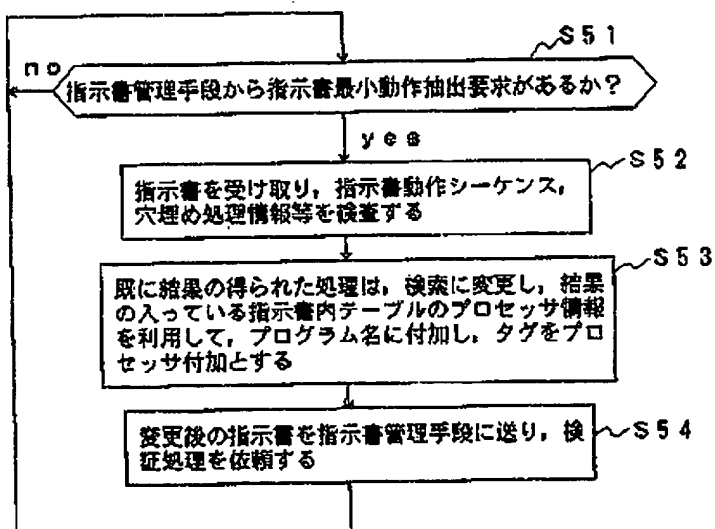 S51
no
指示書管理手段から指示書最小動作抽出要求があるか？
yes
S52
指示書を受け取り，指示書動作シーケンス，
穴埋め処理情報等を検査する
S53
既に結果の得られた処理は，検索に変更し，結果
の入っている指示書内テーブルのプロセッサ情報
を利用して，プログラム名に付加し，タグをプロ
セッサ付加とする
S54
変更後の指示書を指示書管理手段に送り，検
証処理を依頼する